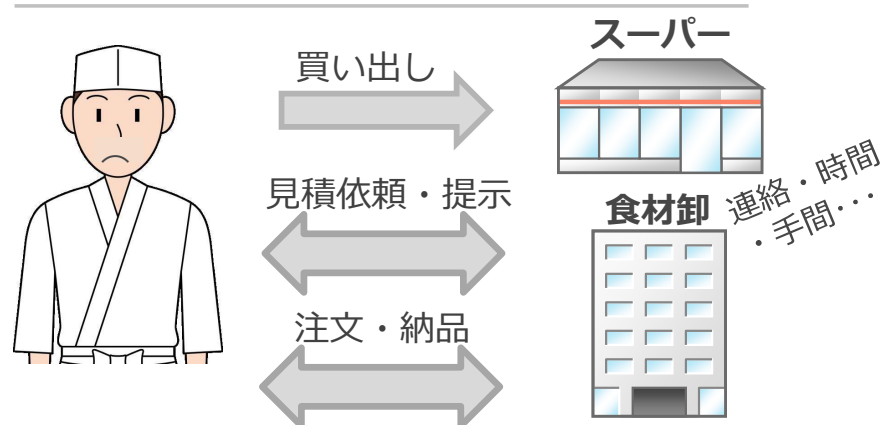 スーパー
買い出し
見積依頼・提示
食材卸
連絡・時間
・手間･･･
注文・納品